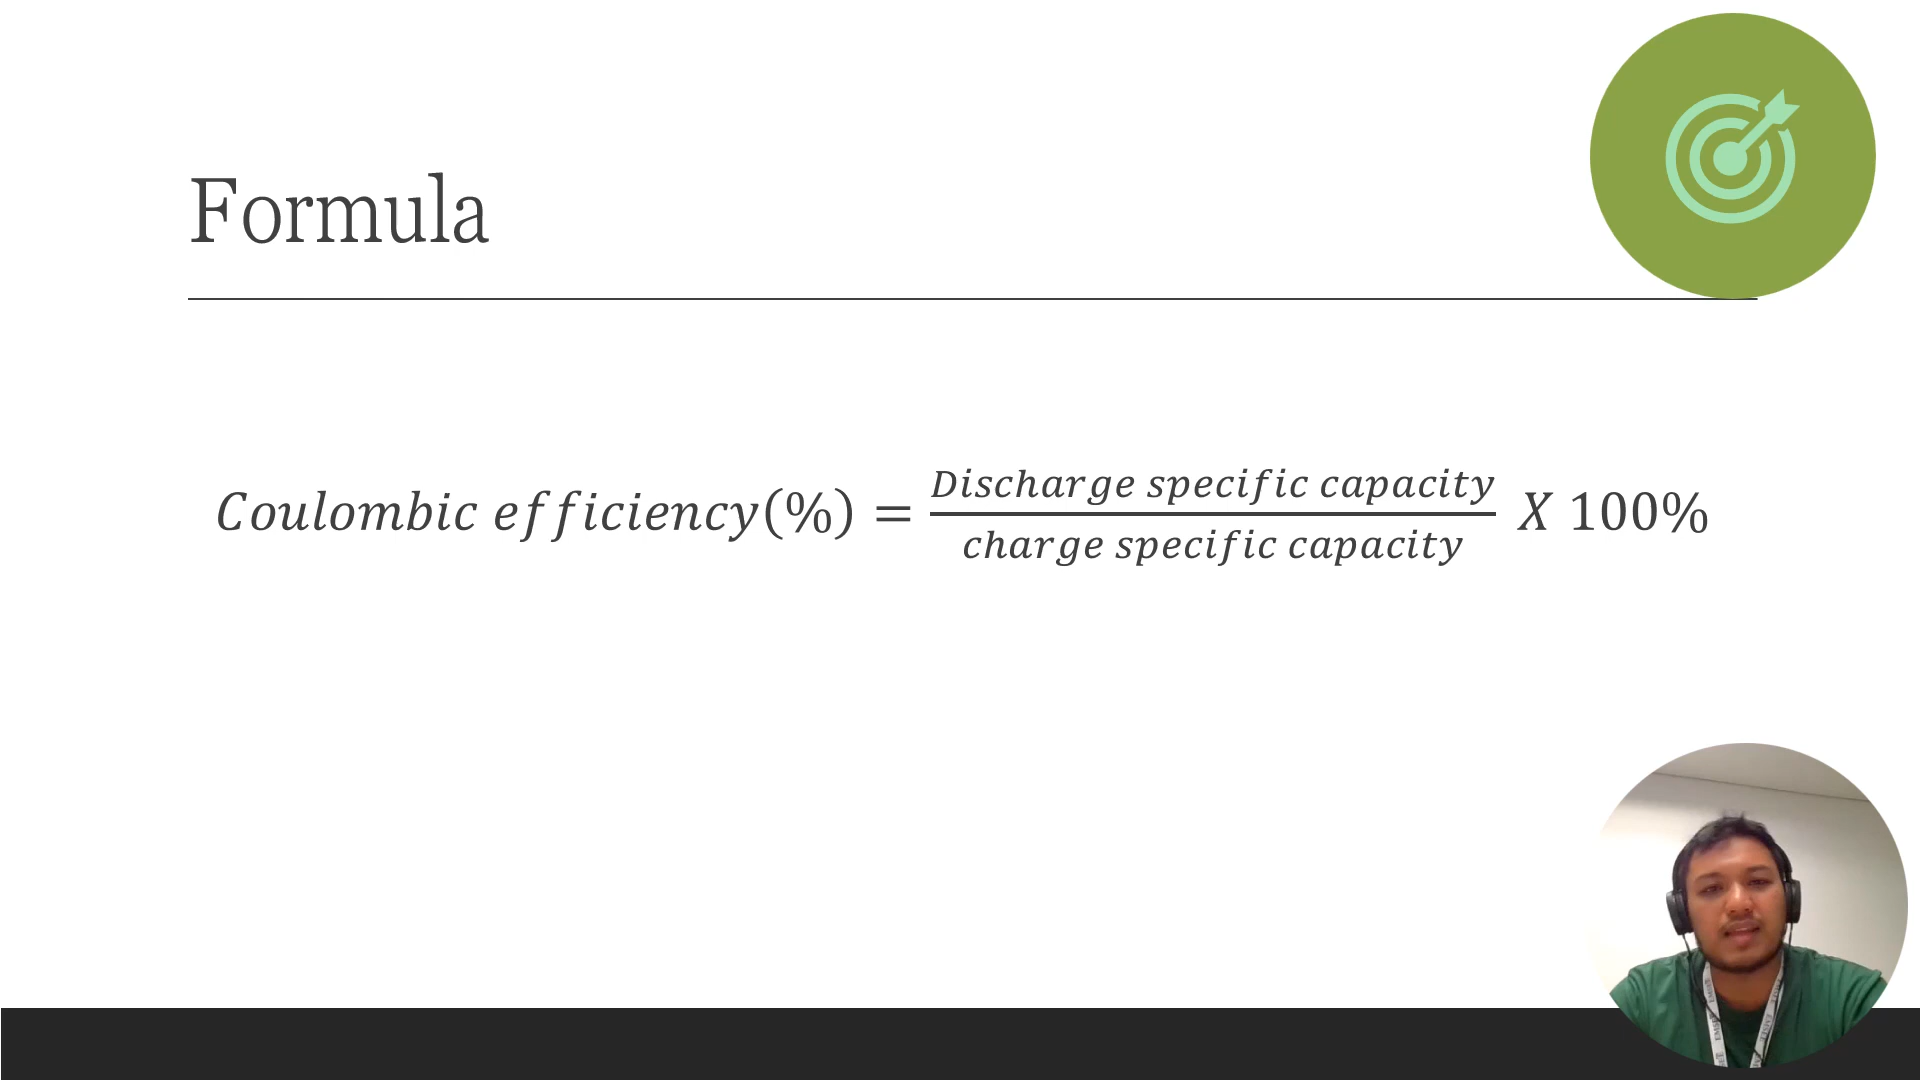 Formula
Coulombic efficiency(%) = Discharge specific capacity / charge specific capacity X 100%